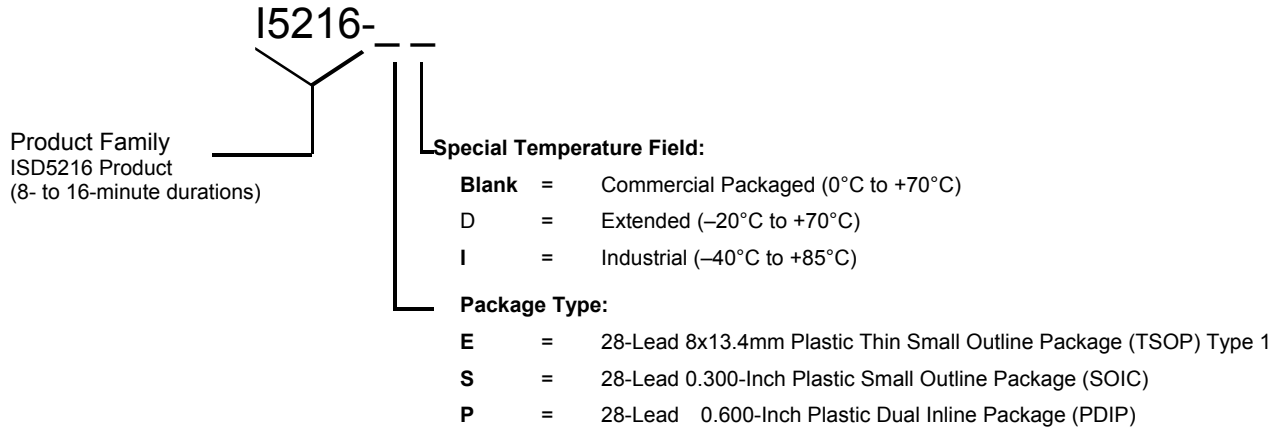 I5216-_ _
Product Family
ISD5216 Product
(8- to 16-minute durations)
Special Temperature Field:
Blank = Commercial Packaged (0°C to +70°C)
D = Extended (–20°C to +70°C)
I = Industrial (–40°C to +85°C)
Package Type:
E = 28-Lead 8x13.4mm Plastic Thin Small Outline Package (TSOP) Type 1
S = 28-Lead 0.300-Inch Plastic Small Outline Package (SOIC)
P = 28-Lead 0.600-Inch Plastic Dual Inline Package (PDIP)